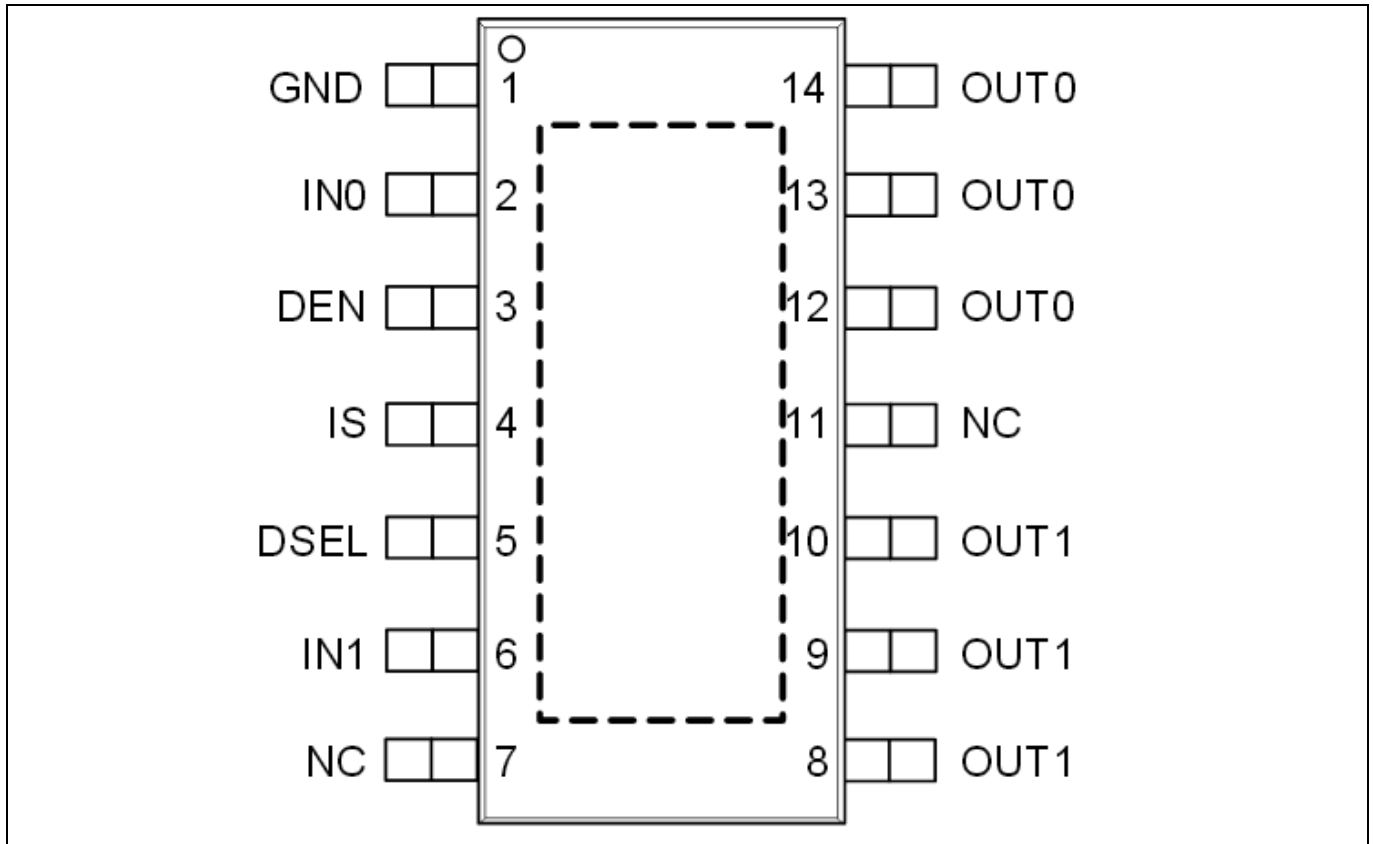 GND 1 14 OUT0
IN0 2 13 OUT0
DEN 3 12 OUT0
IS 4 11 NC
DSEL 5 10 OUT1
IN1 6 9 OUT1
NC 7 8 OUT1